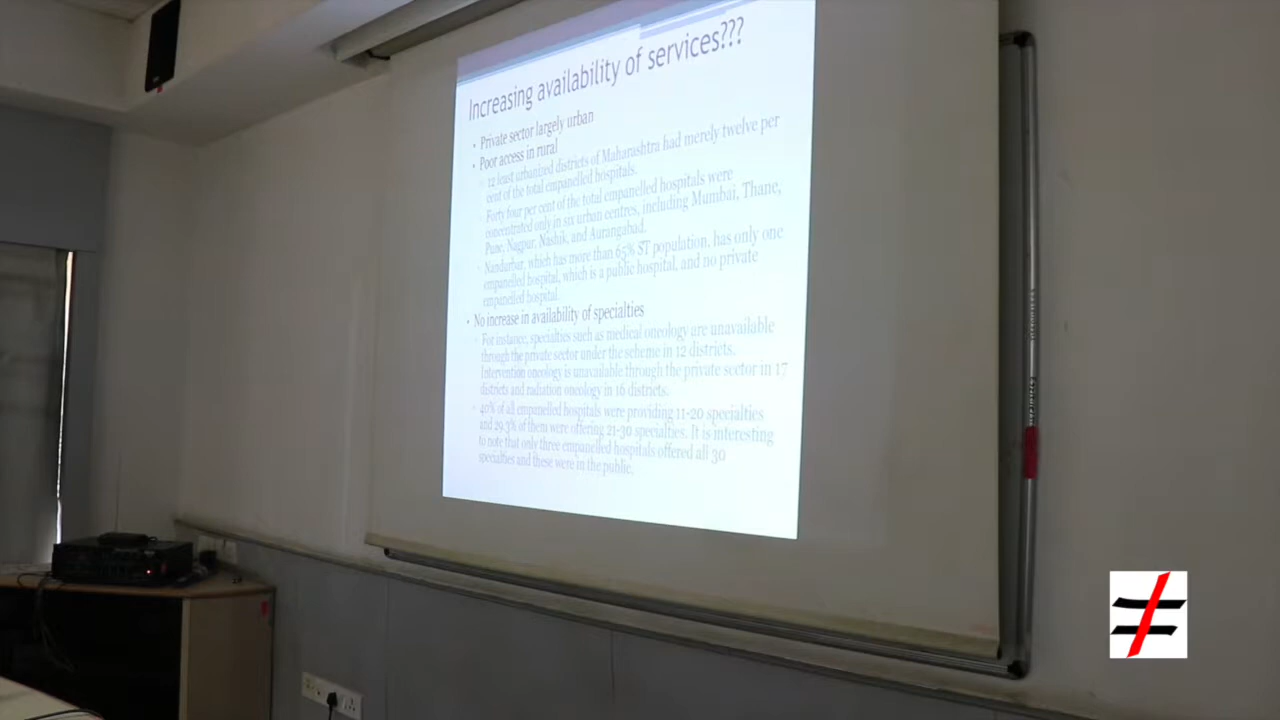 Increasing availability of services???
• Private sector largely urban
• Poor access in rural
12 least urbanized districts of Maharashtra had merely twelve per
cent of the total empanelled hospitals.
Forty four per cent of the total empanelled hospitals were
concentrated only in six urban centres, including Mumbai, Thane,
Pune, Nagpur, Nashik, and Aurangabad.
Nandurbar, which has more than 65% ST population, has only one
empanelled hospital, which is a public hospital, and no private
empanelled hospital.
• No increase in availability of specialties
For instance, specialties such as medical oncology are unavailable
through the private sector under the scheme in 12 districts.
Intervention oncology is unavailable through the private sector in 17
districts and radiation oncology in 16 districts.
40% of all empanelled hospitals were providing 11-20 specialties
and 29.3% of them were offering 21-30 specialties. It is interesting
to note that only three empanelled hospitals offered all 30
specialties and these were in the public.